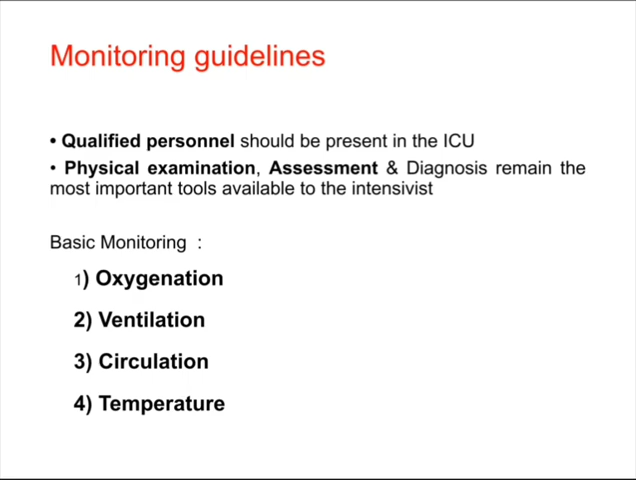 Monitoring guidelines
• Qualified personnel should be present in the ICU
• Physical examination, Assessment & Diagnosis remain the
most important tools available to the intensivist
Basic Monitoring :
1) Oxygenation
2) Ventilation
3) Circulation
4) Temperature